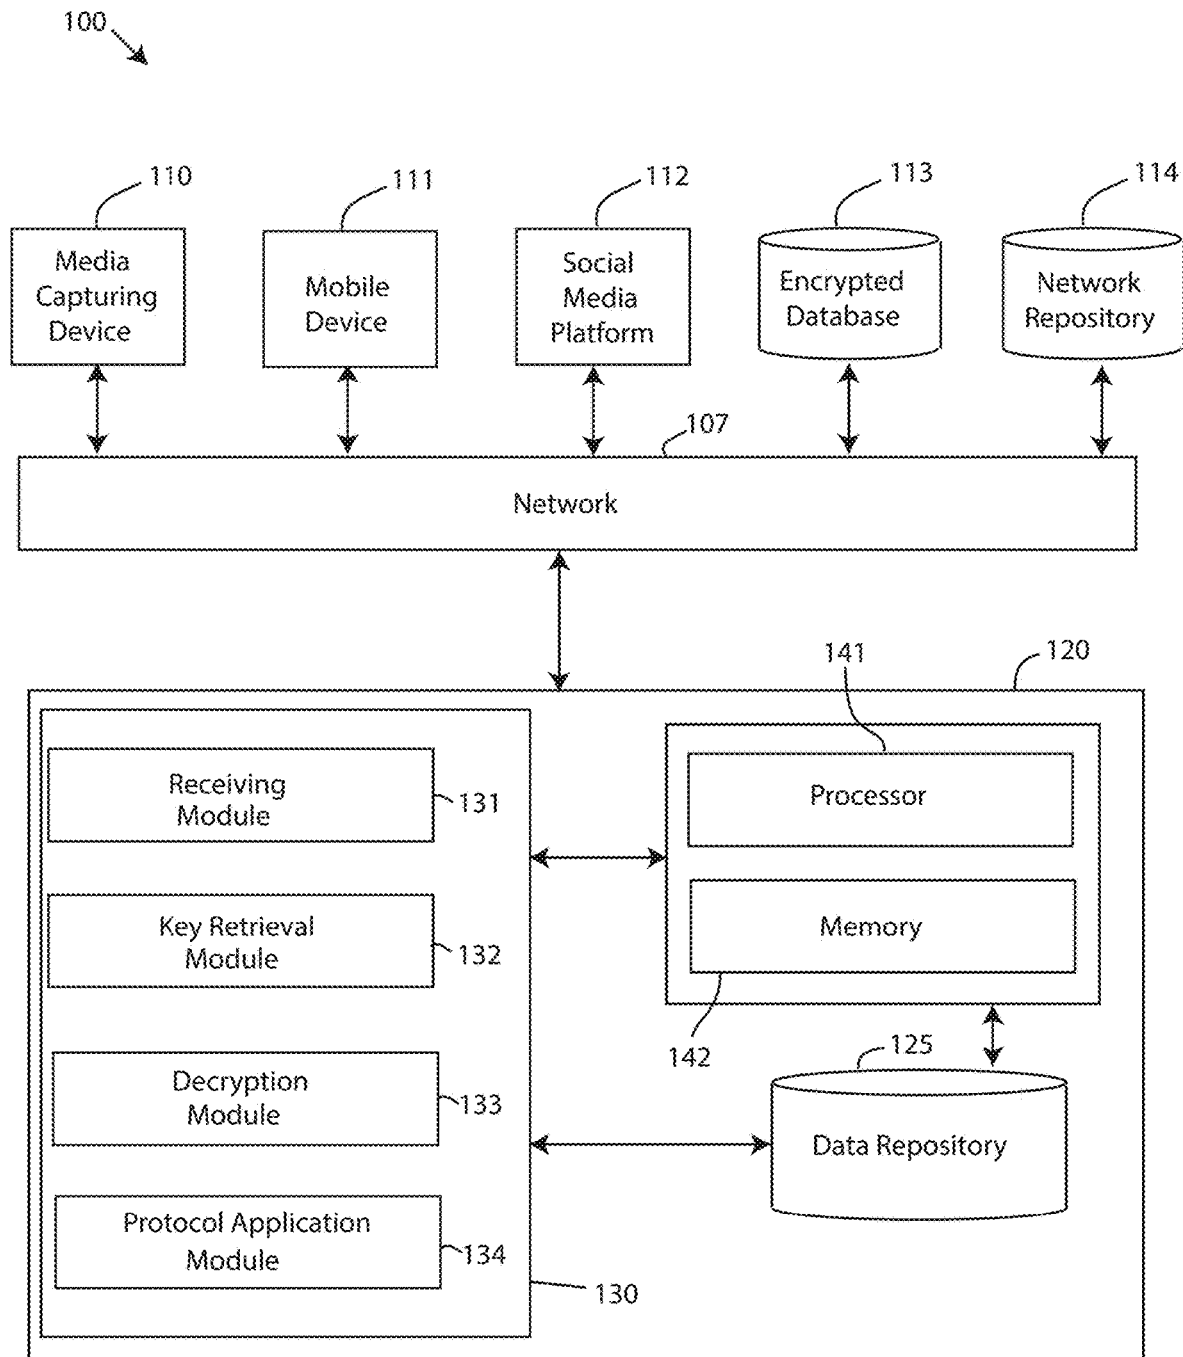 100
110
111
112
113
114
Media
Capturing
Device
Mobile
Device
Social
Media
Platform
Encrypted
Database
Network
Repository
107
Network
120
141
Receiving
Module
131
Processor
Key Retrieval
Module
132
Memory
142
125
Decryption
Module
133
Data Repository
Protocol Application
Module
134
130